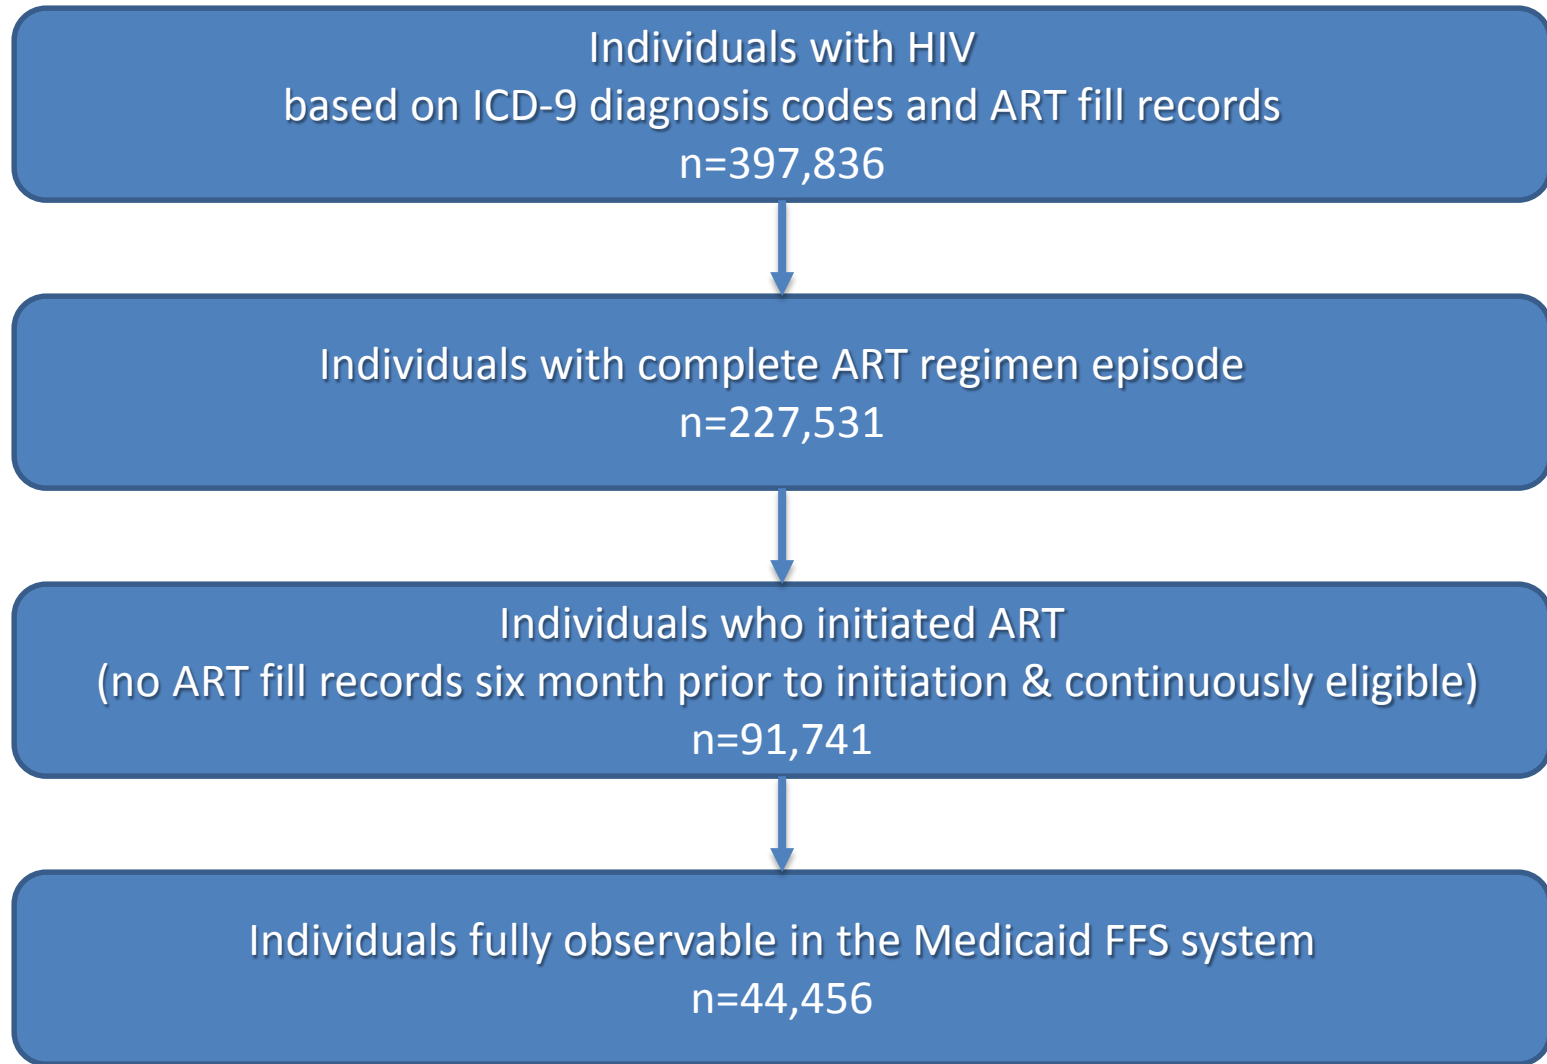 Individuals with HIV
based on ICD-9 diagnosis codes and ART fill records
n=397,836
Individuals with complete ART regimen episode
n=227,531
Individuals who initiated ART
(no ART fill records six month prior to initiation & continuously eligible)
n=91,741
Individuals fully observable in the Medicaid FFS system
n=44,456